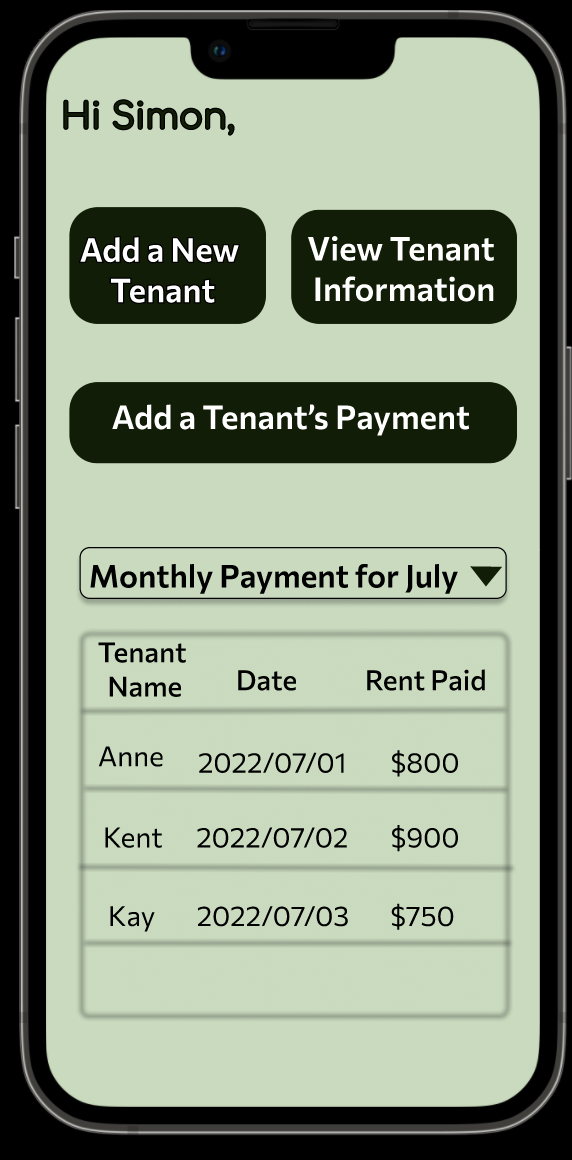 Hi Simon,
Add a New
Tenant
View Tenant
Information
Add a Tenant’s Payment
Monthly Payment for July
Tenant
Name Date Rent Paid
Anne 2022/07/01 $800
Kent 2022/07/02 $900
Kay 2022/07/03 $750